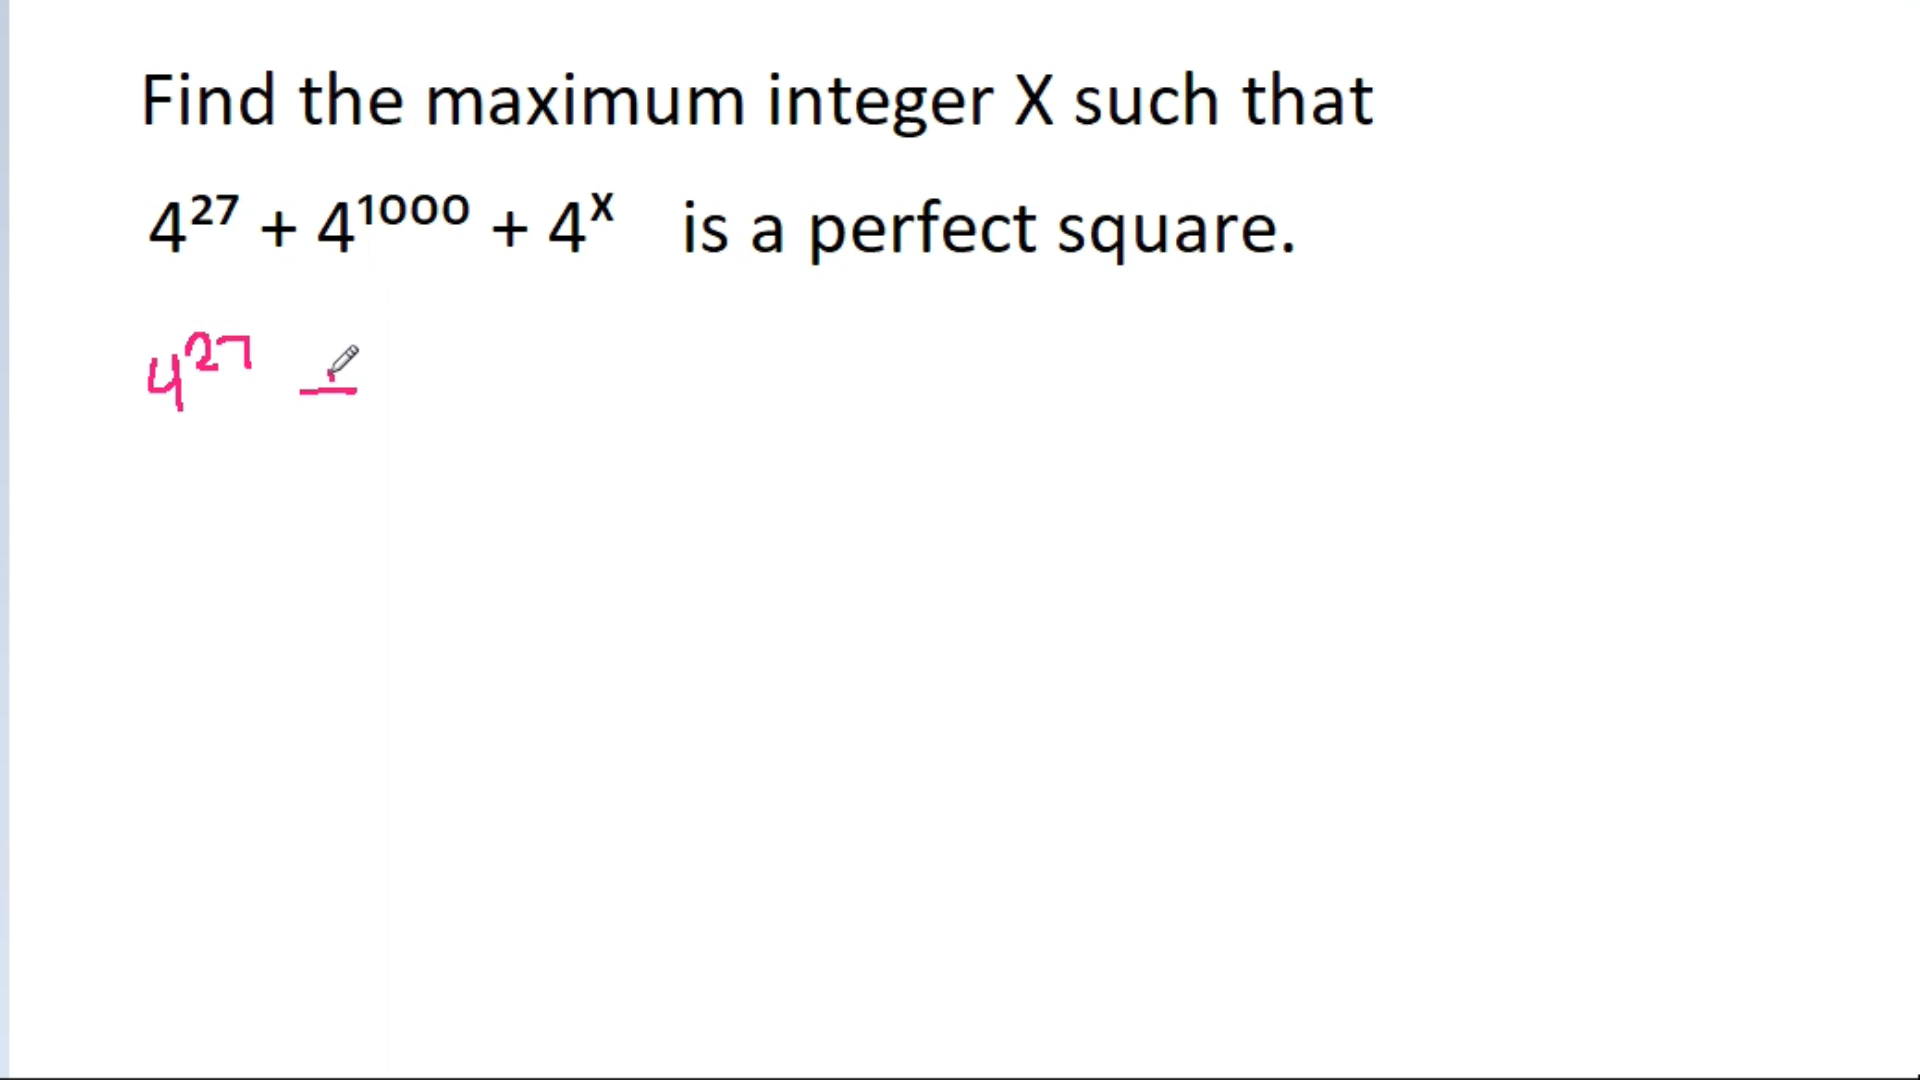 Find the maximum integer X such that
4²⁷ + 4¹⁰⁰⁰ + 4ˣ is a perfect square.
4²⁷